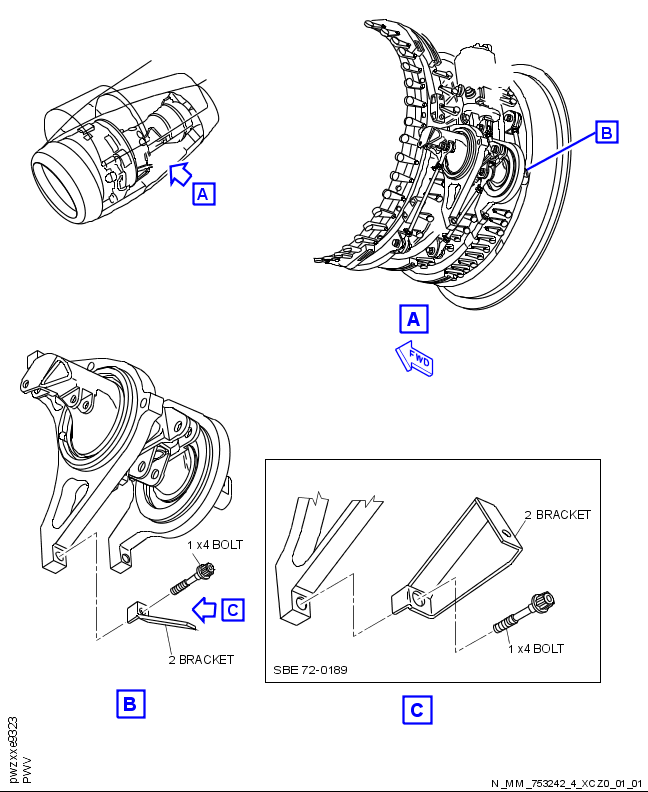 A
B
A
FWD
1 x4 BOLT
C
2 BRACKET
B
2 BRACKET
1 x4 BOLT
SBE 72-0189
C
pwzxxe9323
PWV
N_MM_753242_4_XCZ0_01_01